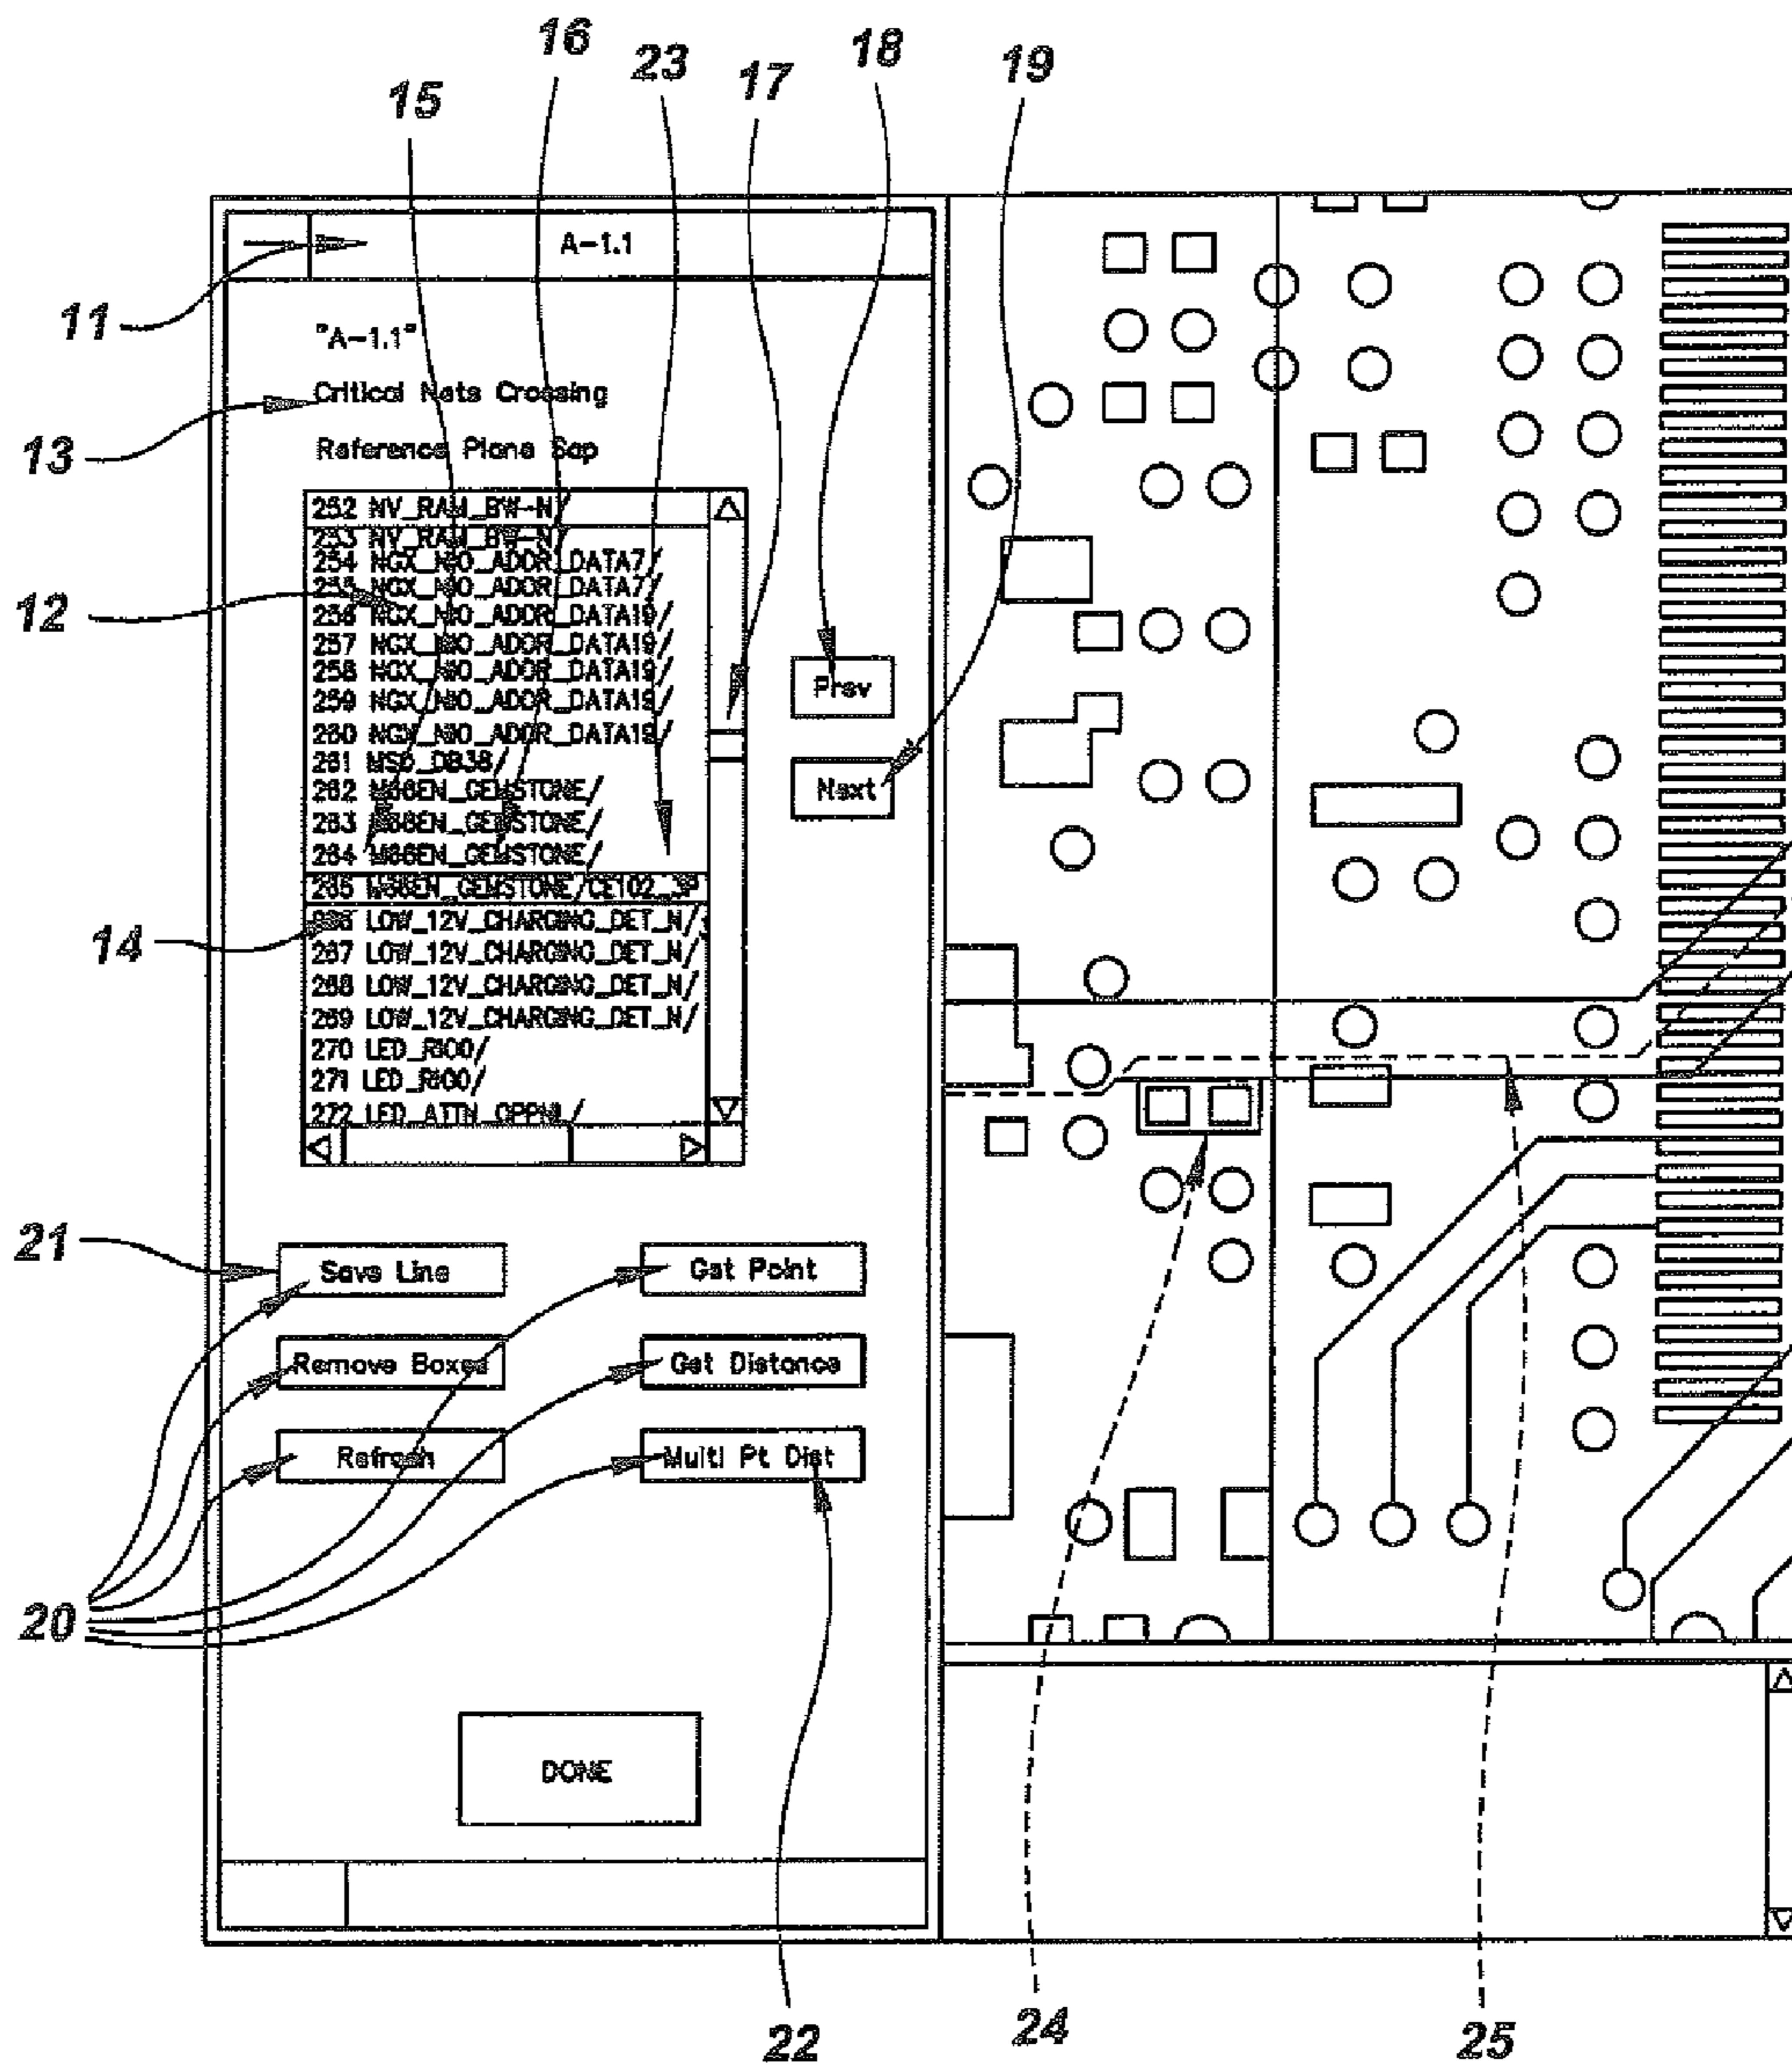 16
18
23
19
17
15
A-1.1
11
"A-1.1"
Critical Nets Crossing
13
Reference Plane Gap
252 NV_RAM_BW-N/
253 NV_RAM_BW-N/
254 NGX_NIO_ADDR_DATA7/
255 NGX_NIO_ADDR_DATA7/
12
256 NGX_NIO_ADDR_DATA19/
257 NGX_NIO_ADDR_DATA19/
258 NGX_NIO_ADDR_DATA19/
259 NGX_NIO_ADDR_DATA19/
260 NGX_NIO_ADDR_DATA19/
Prev
261 MSD_DB38/
262 M66EN_GEMSTONE/
Next
263 M66EN_GEMSTONE/
264 M66EN_GEMSTONE/
265 M66EN_GEMSTONE/CE102_3P
266 LOW_12V_CHARGING_DET_N/
14
267 LOW_12V_CHARGING_DET_N/
268 LOW_12V_CHARGING_DET_N/
269 LOW_12V_CHARGING_DET_N/
270 LED_RIO0/
271 LED_RIO0/
272 LED_ATTN_OPPNL/
21
Save Line
Get Point
Remove Boxes
Get Distance
Refresh
Multi Pt Dist
20
DONE
22
24
25